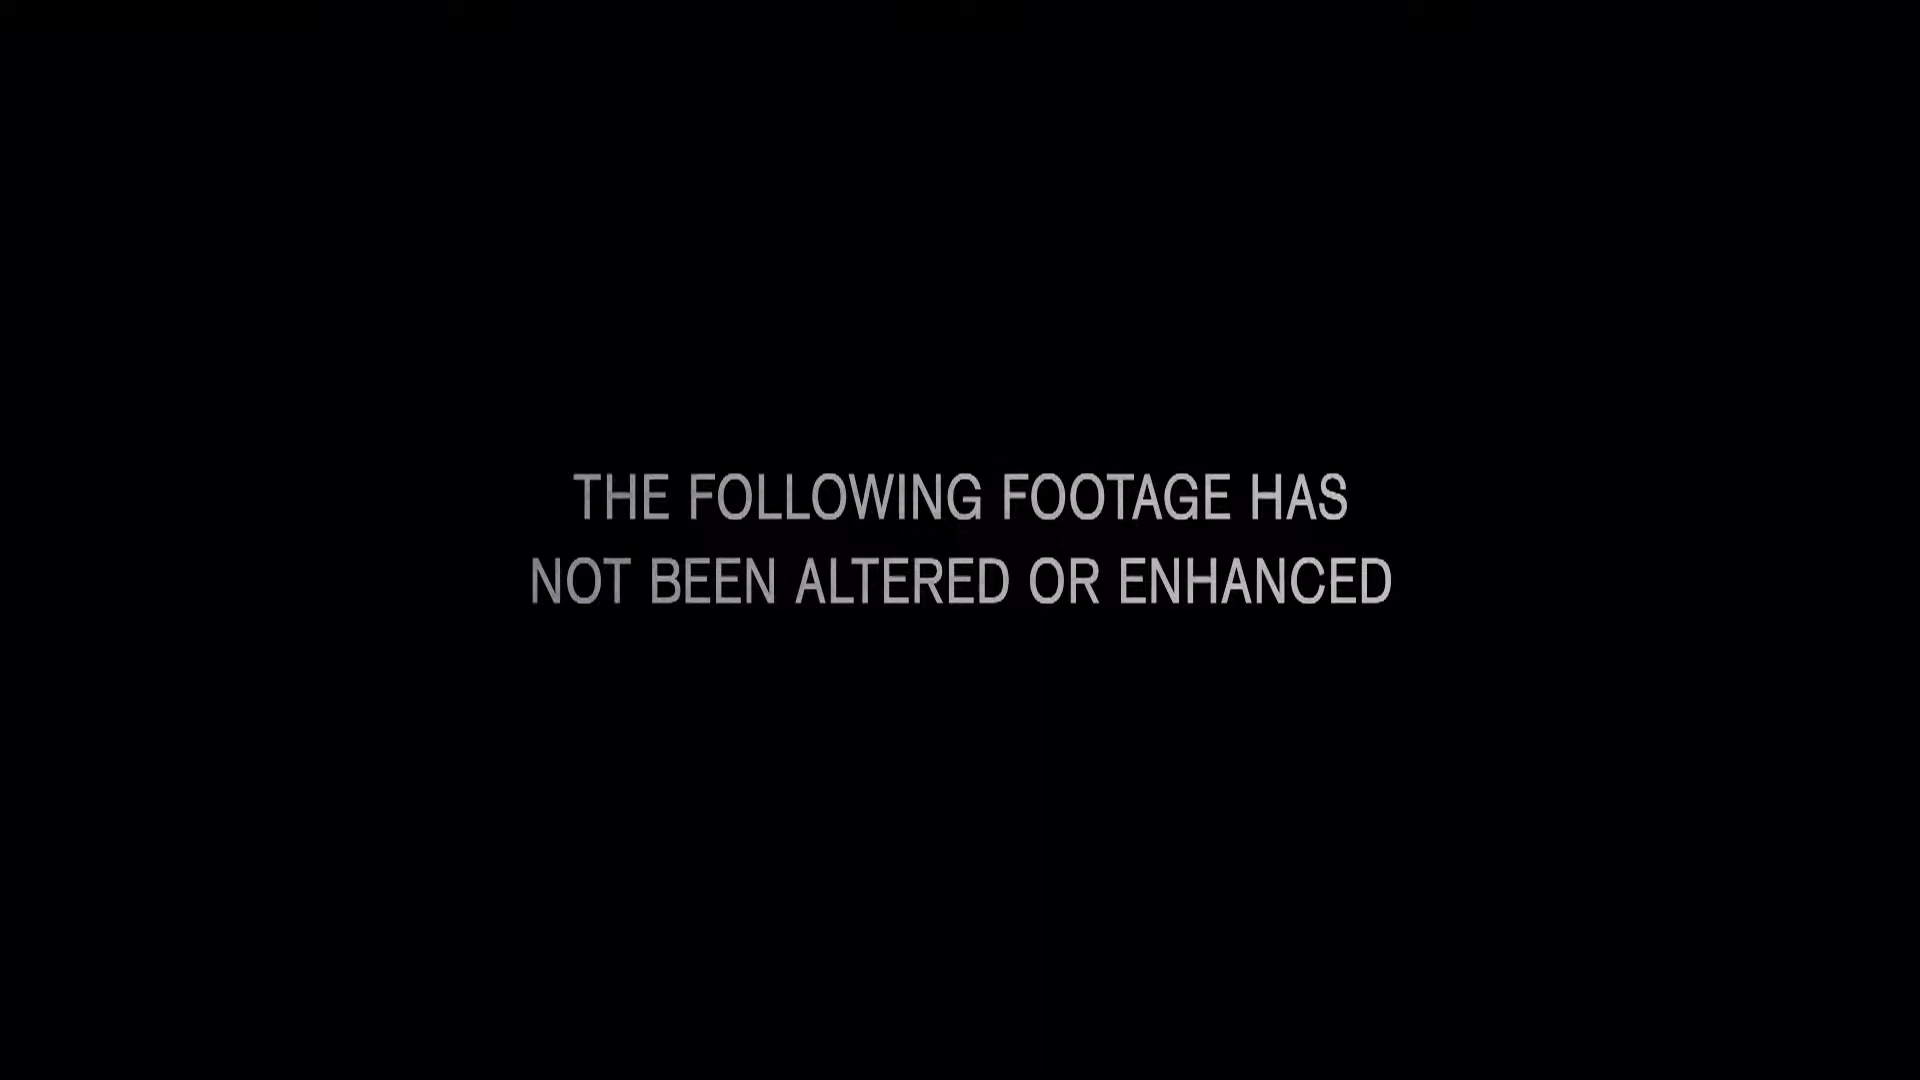 THE FOLLOWING FOOTAGE HAS
NOT BEEN ALTERED OR ENHANCED